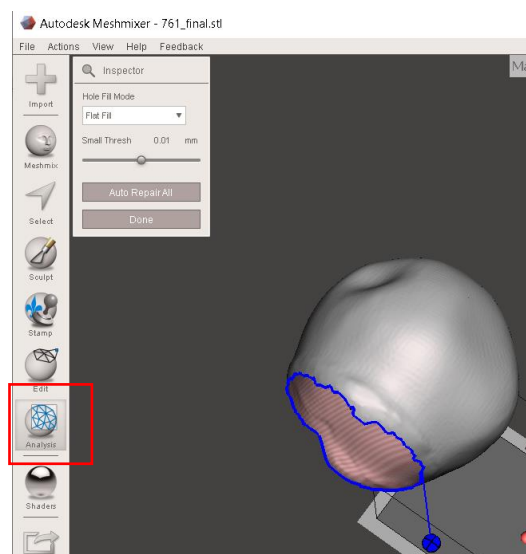 Autodesk Meshmixer - 761_final.stl
File Actions View Help Feedback
Inspector
Hole Fill Mode
Flat Fill
Small Thresh 0.01 mm
Auto Repair All
Done
Import
Meshmix
Select
Sculpt
Stamp
Edit
Analysis
Shaders
Ma